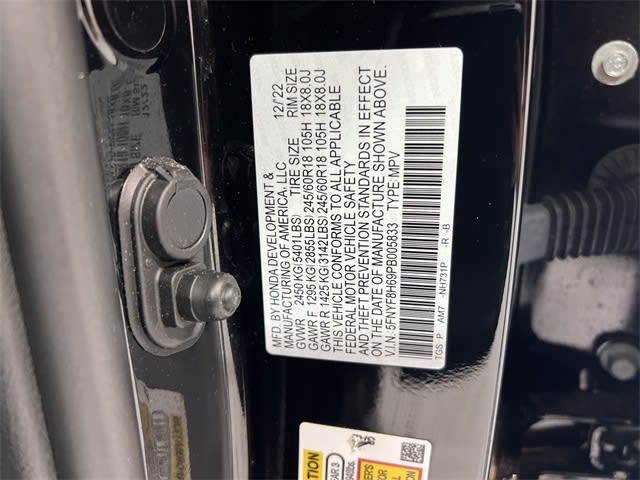 MFD. BY HONDA DEVELOPMENT &
MANUFACTURING OF AMERICA, LLC 12/'22
GVWR 2450 KG(5401LBS) TIRE SIZE RIM SIZE
GAWR F 1295 KG(2855LBS) 245/60R18 105H 18X8.0J
GAWR R 1425 KG(3142LBS) 245/60R18 105H 18X8.0J
THIS VEHICLE CONFORMS TO ALL APPLICABLE
FEDERAL MOTOR VEHICLE SAFETY
AND THEFT PREVENTION STANDARDS IN EFFECT
ON THE DATE OF MANUFACTURE SHOWN ABOVE.
V.I.N.: 5FNYF8H69PB005833 TYPE: MPV
TGS P AM7 -NH731P -R -B